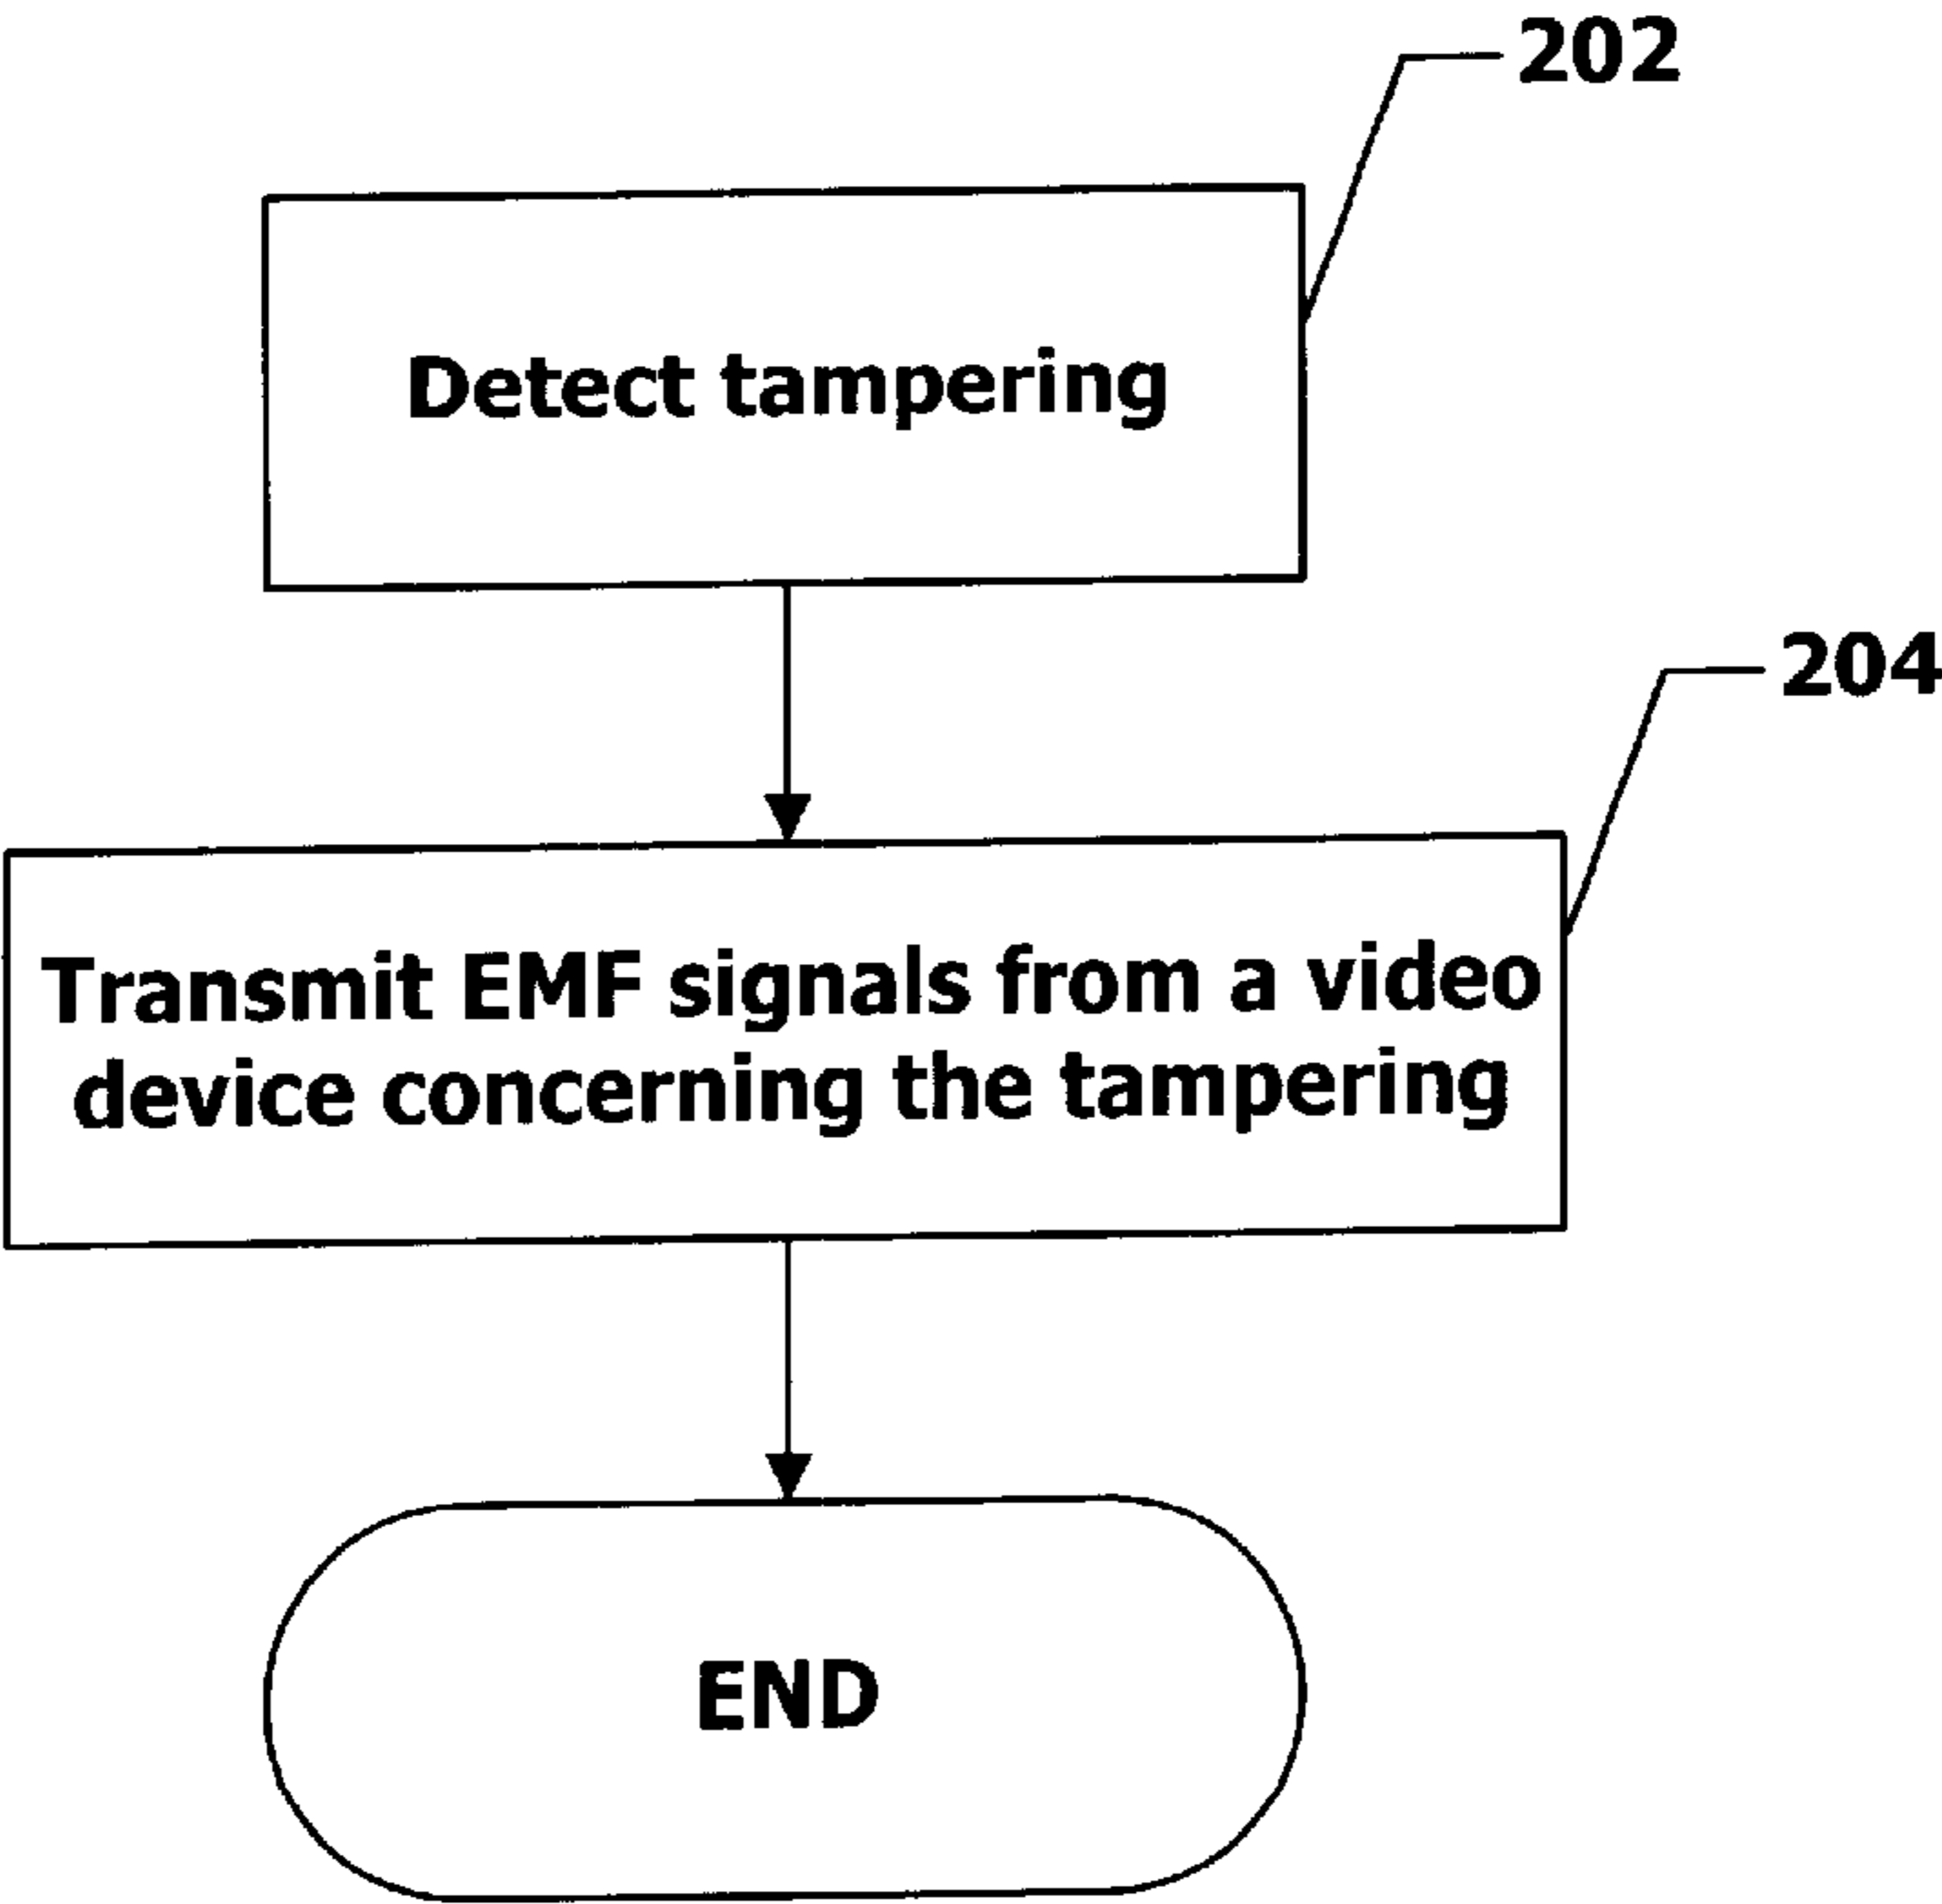 202
Detect tampering
204
Transmit EMF signals from a video
device concerning the tampering
END